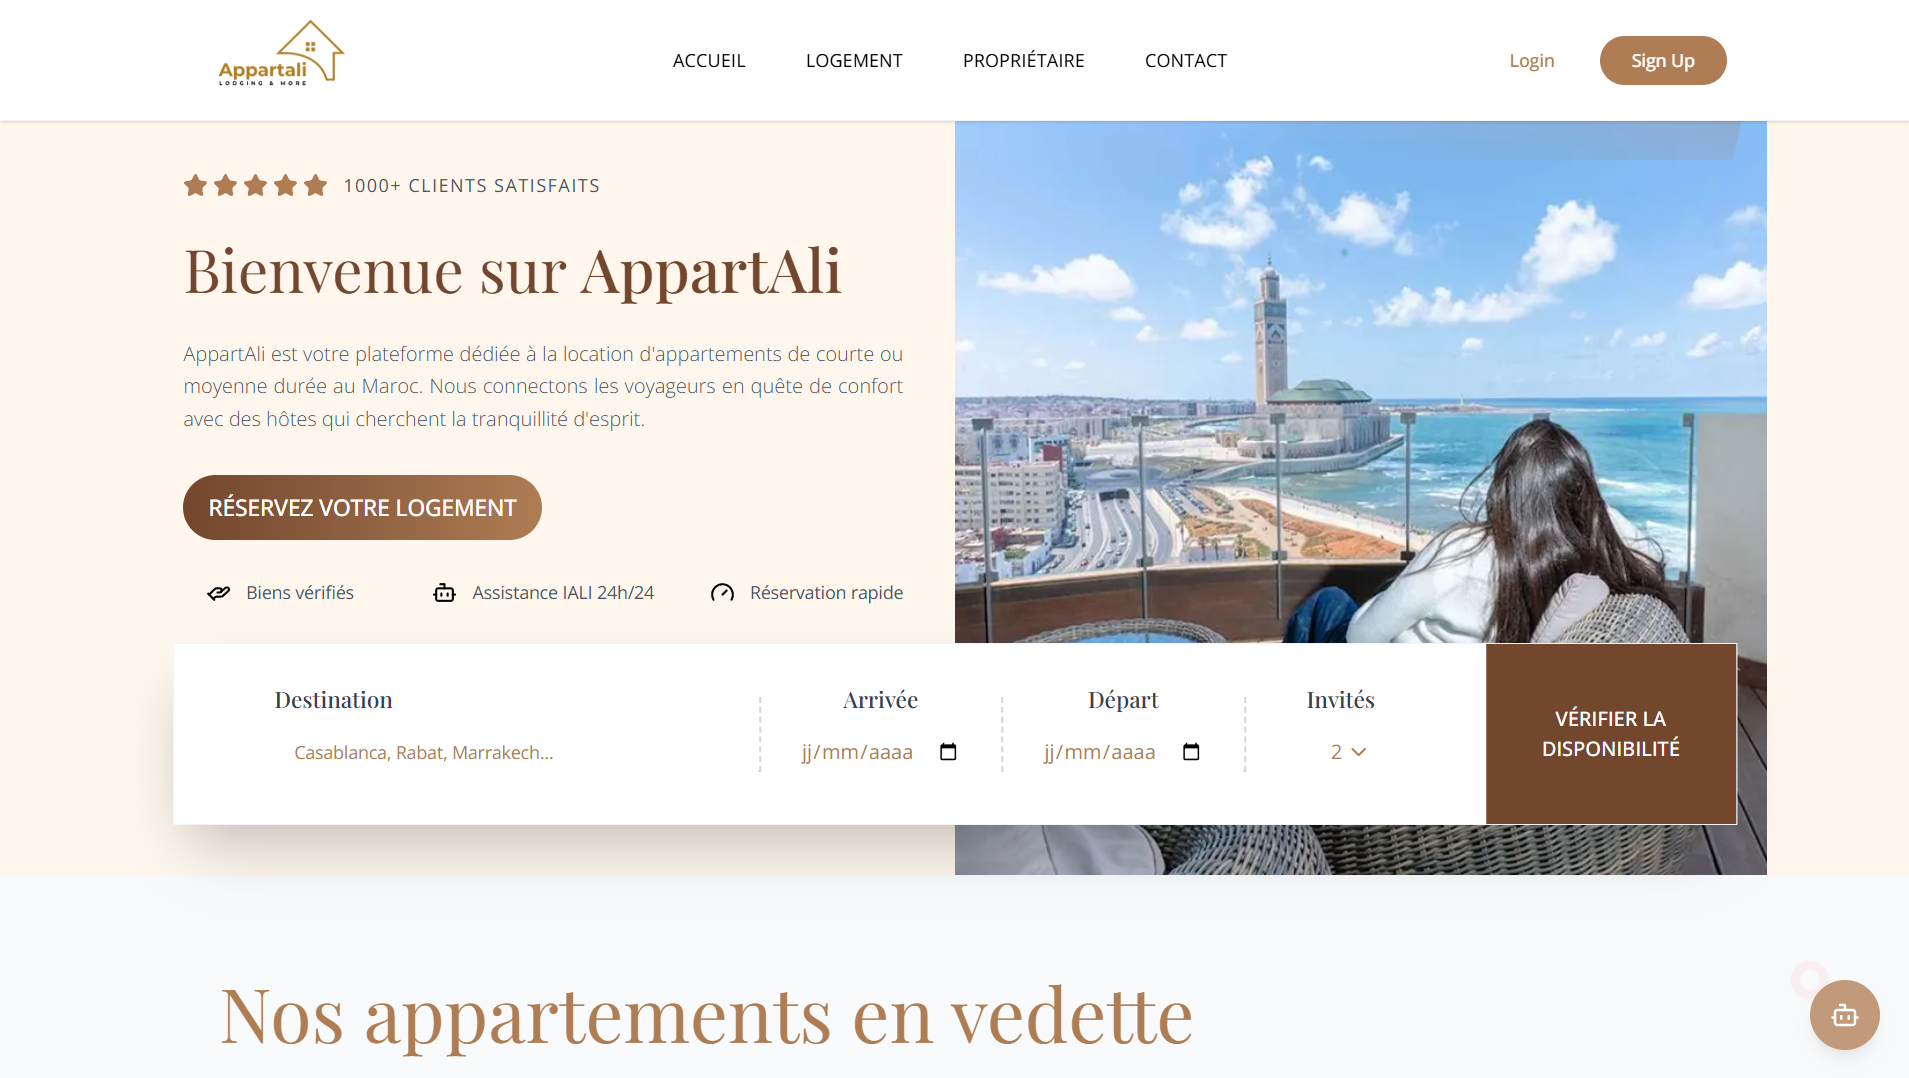 Appartali
LODGING & MORE
ACCUEIL
LOGEMENT
PROPRIÉTAIRE
CONTACT
Login
Sign Up
1000+ CLIENTS SATISFAITS
Bienvenue sur AppartAli
AppartAli est votre plateforme dédiée à la location d'appartements de courte ou
moyenne durée au Maroc. Nous connectons les voyageurs en quête de confort
avec des hôtes qui cherchent la tranquillité d'esprit.
RÉSERVEZ VOTRE LOGEMENT
Biens vérifiés
Assistance IALI 24h/24
Réservation rapide
Destination
Casablanca, Rabat, Marrakech...
Arrivée
jj/mm/aaaa
Départ
jj/mm/aaaa
Invités
2
VÉRIFIER LA
DISPONIBILITÉ
Nos appartements en vedette